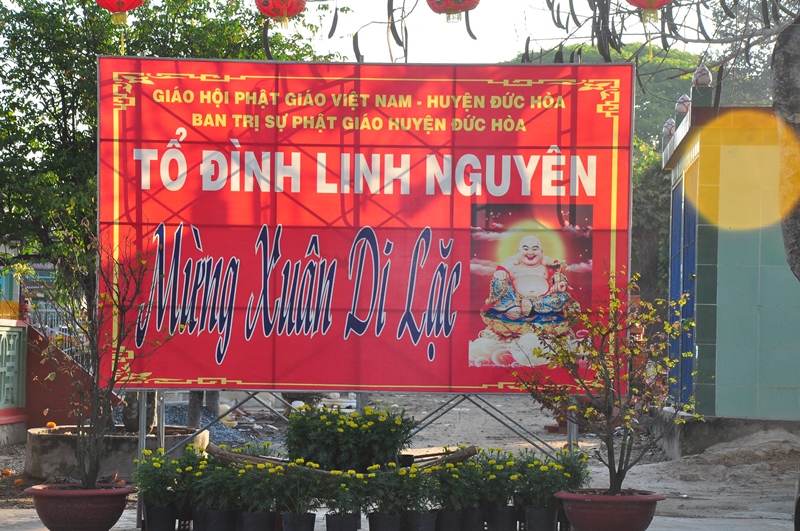 GIÁO HỘI PHẬT GIÁO VIỆT NAM - HUYỆN ĐỨC HÒA
BAN TRỊ SỰ PHẬT GIÁO HUYỆN ĐỨC HÒA
TỔ ĐÌNH LINH NGUYÊN
Mừng Xuân Di Lặc